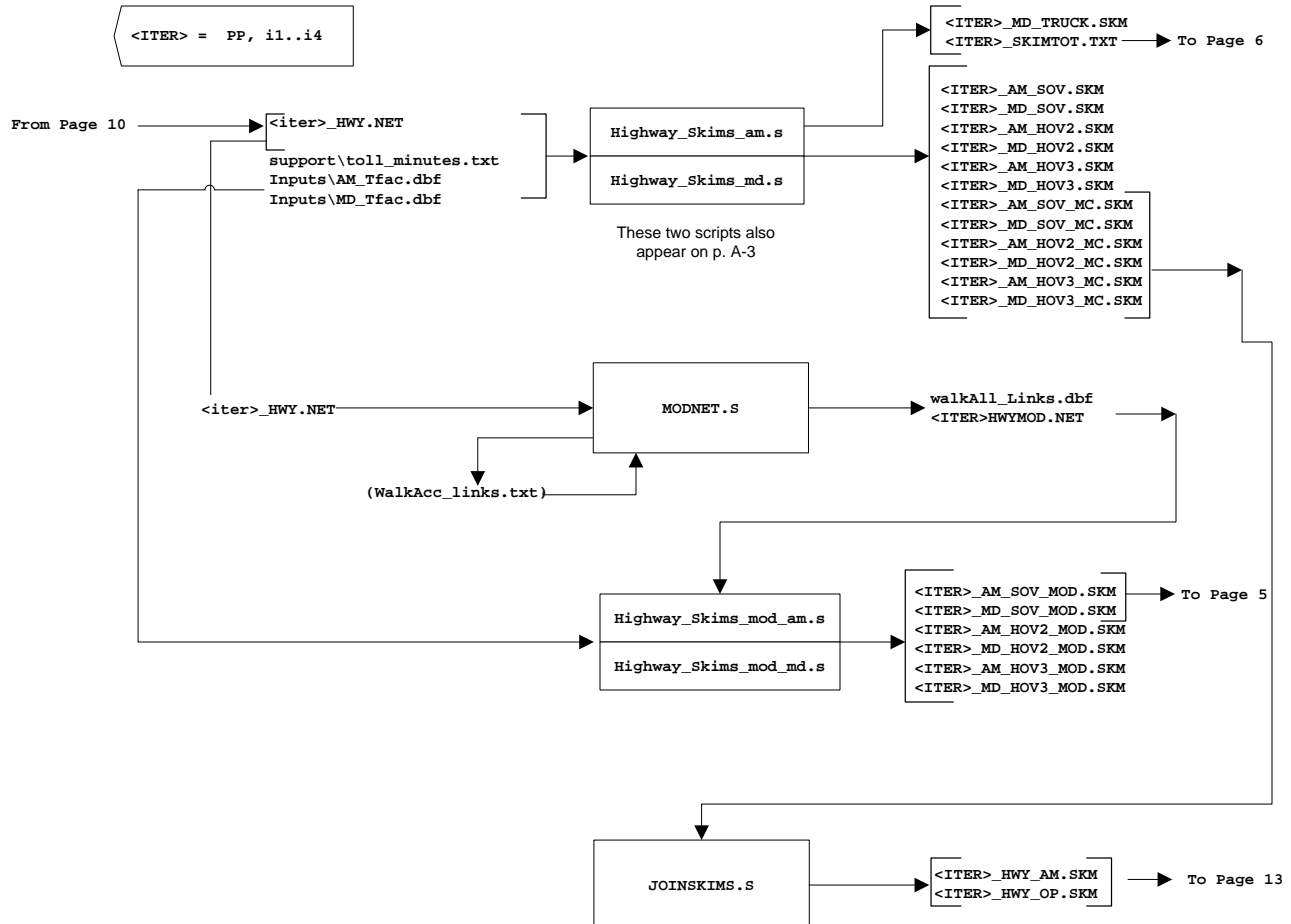 <ITER> = PP, i1..i4
<ITER>_MD_TRUCK.SKM
<ITER>_SKIMTOT.TXT
To Page 6
From Page 10
<iter>_HWY.NET
support\toll_minutes.txt
Inputs\AM_Tfac.dbf
Inputs\MD_Tfac.dbf
Highway_Skims_am.s
Highway_Skims_md.s
These two scripts also
appear on p. A-3
<ITER>_AM_SOV.SKM
<ITER>_MD_SOV.SKM
<ITER>_AM_HOV2.SKM
<ITER>_MD_HOV2.SKM
<ITER>_AM_HOV3.SKM
<ITER>_MD_HOV3.SKM
<ITER>_AM_SOV_MC.SKM
<ITER>_MD_SOV_MC.SKM
<ITER>_AM_HOV2_MC.SKM
<ITER>_MD_HOV2_MC.SKM
<ITER>_AM_HOV3_MC.SKM
<ITER>_MD_HOV3_MC.SKM
<iter>_HWY.NET
MODNET.S
walkAll_Links.dbf
<ITER>HWYMOD.NET
(WalkAcc_links.txt)
Highway_Skims_mod_am.s
Highway_Skims_mod_md.s
<ITER>_AM_SOV_MOD.SKM
<ITER>_MD_SOV_MOD.SKM
<ITER>_AM_HOV2_MOD.SKM
<ITER>_MD_HOV2_MOD.SKM
<ITER>_AM_HOV3_MOD.SKM
<ITER>_MD_HOV3_MOD.SKM
To Page 5
JOINSKIMS.S
<ITER>_HWY_AM.SKM
<ITER>_HWY_OP.SKM
To Page 13